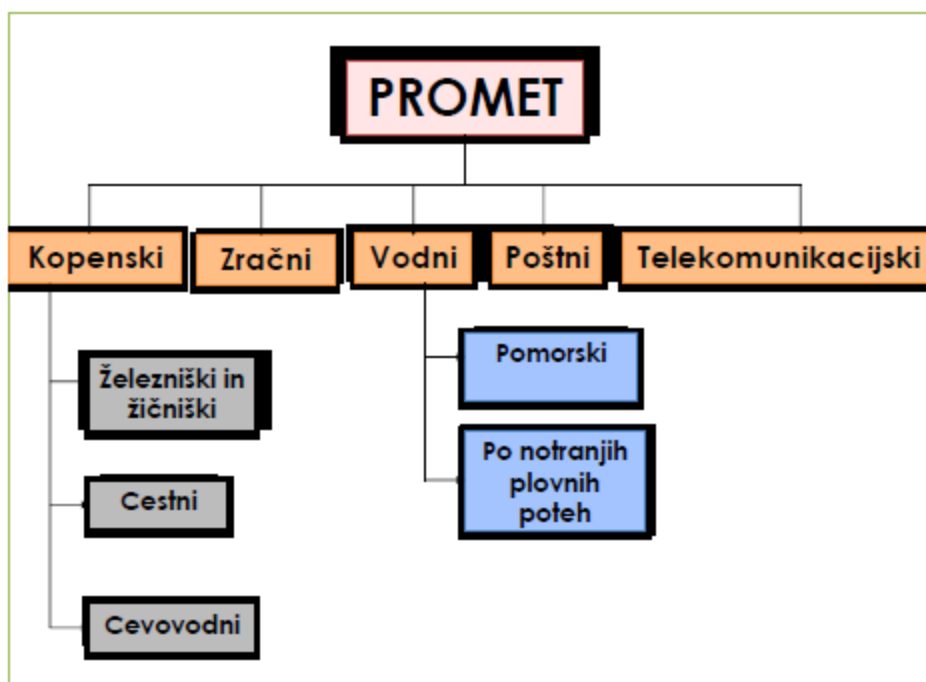 PROMET
Kopenski
Zračni
Vodni
Poštni
Telekomunikacijski
Železniški in
žičniški
Cestni
Cevovodni
Pomorski
Po notranjih
plovnih
poteh